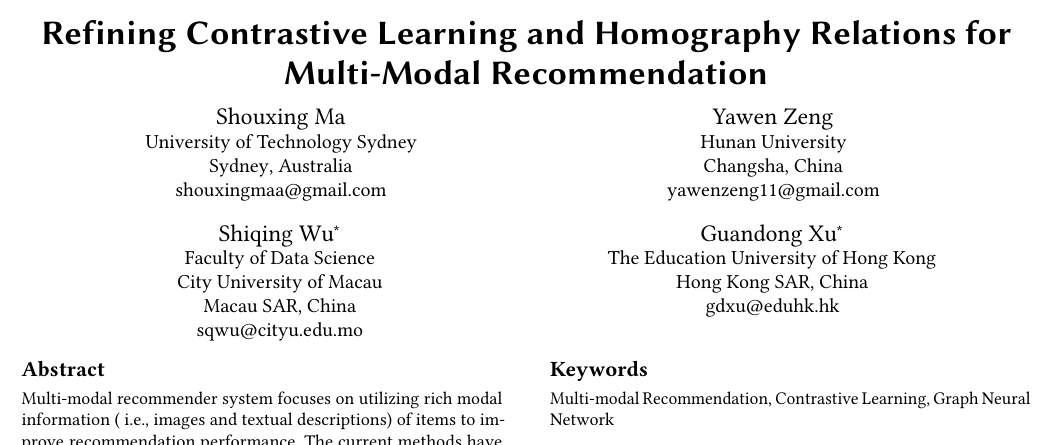 Refining Contrastive Learning and Homography Relations for
Multi-Modal Recommendation
Shouxing Ma
University of Technology Sydney
Sydney, Australia
shouxingmaa@gmail.com
Yawen Zeng
Hunan University
Changsha, China
yawenzeng11@gmail.com
Shiqing Wu*
Faculty of Data Science
City University of Macau
Macau SAR, China
sqwu@cityu.edu.mo
Guandong Xu*
The Education University of Hong Kong
Hong Kong SAR, China
gdxu@eduhk.hk
Abstract
Multi-modal recommender system focuses on utilizing rich modal
information ( i.e., images and textual descriptions) of items to im-
prove recommendation performance. The current methods have
Keywords
Multi-modal Recommendation, Contrastive Learning, Graph Neural
Network